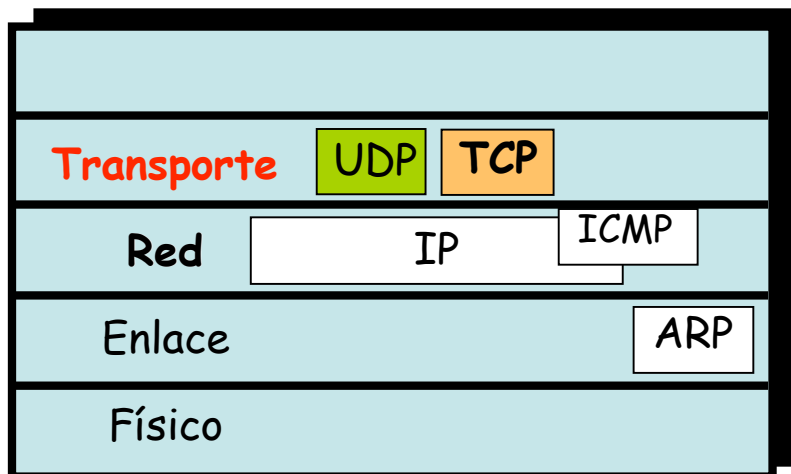 Transporte UDP TCP
Red IP ICMP
Enlace ARP
Físico